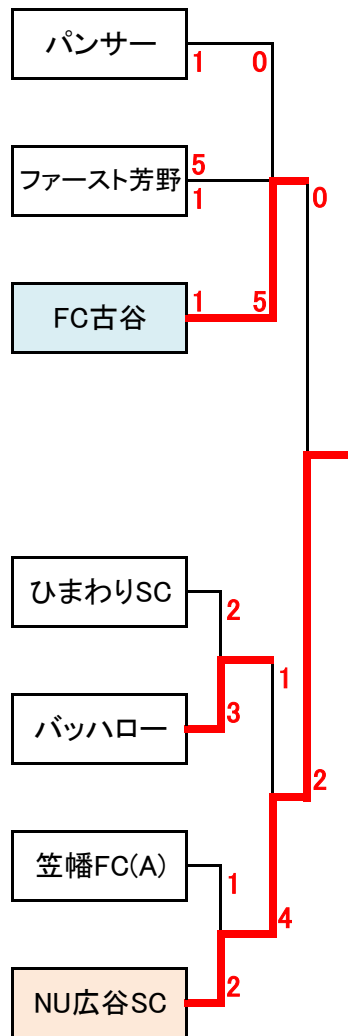 パンサー
1 0
ファースト芳野
5
1
0
FC古谷
1 5
ひまわりSC
2
1
バッハロー
3
2
笠幡FC(A)
1
4
NU広谷SC
2